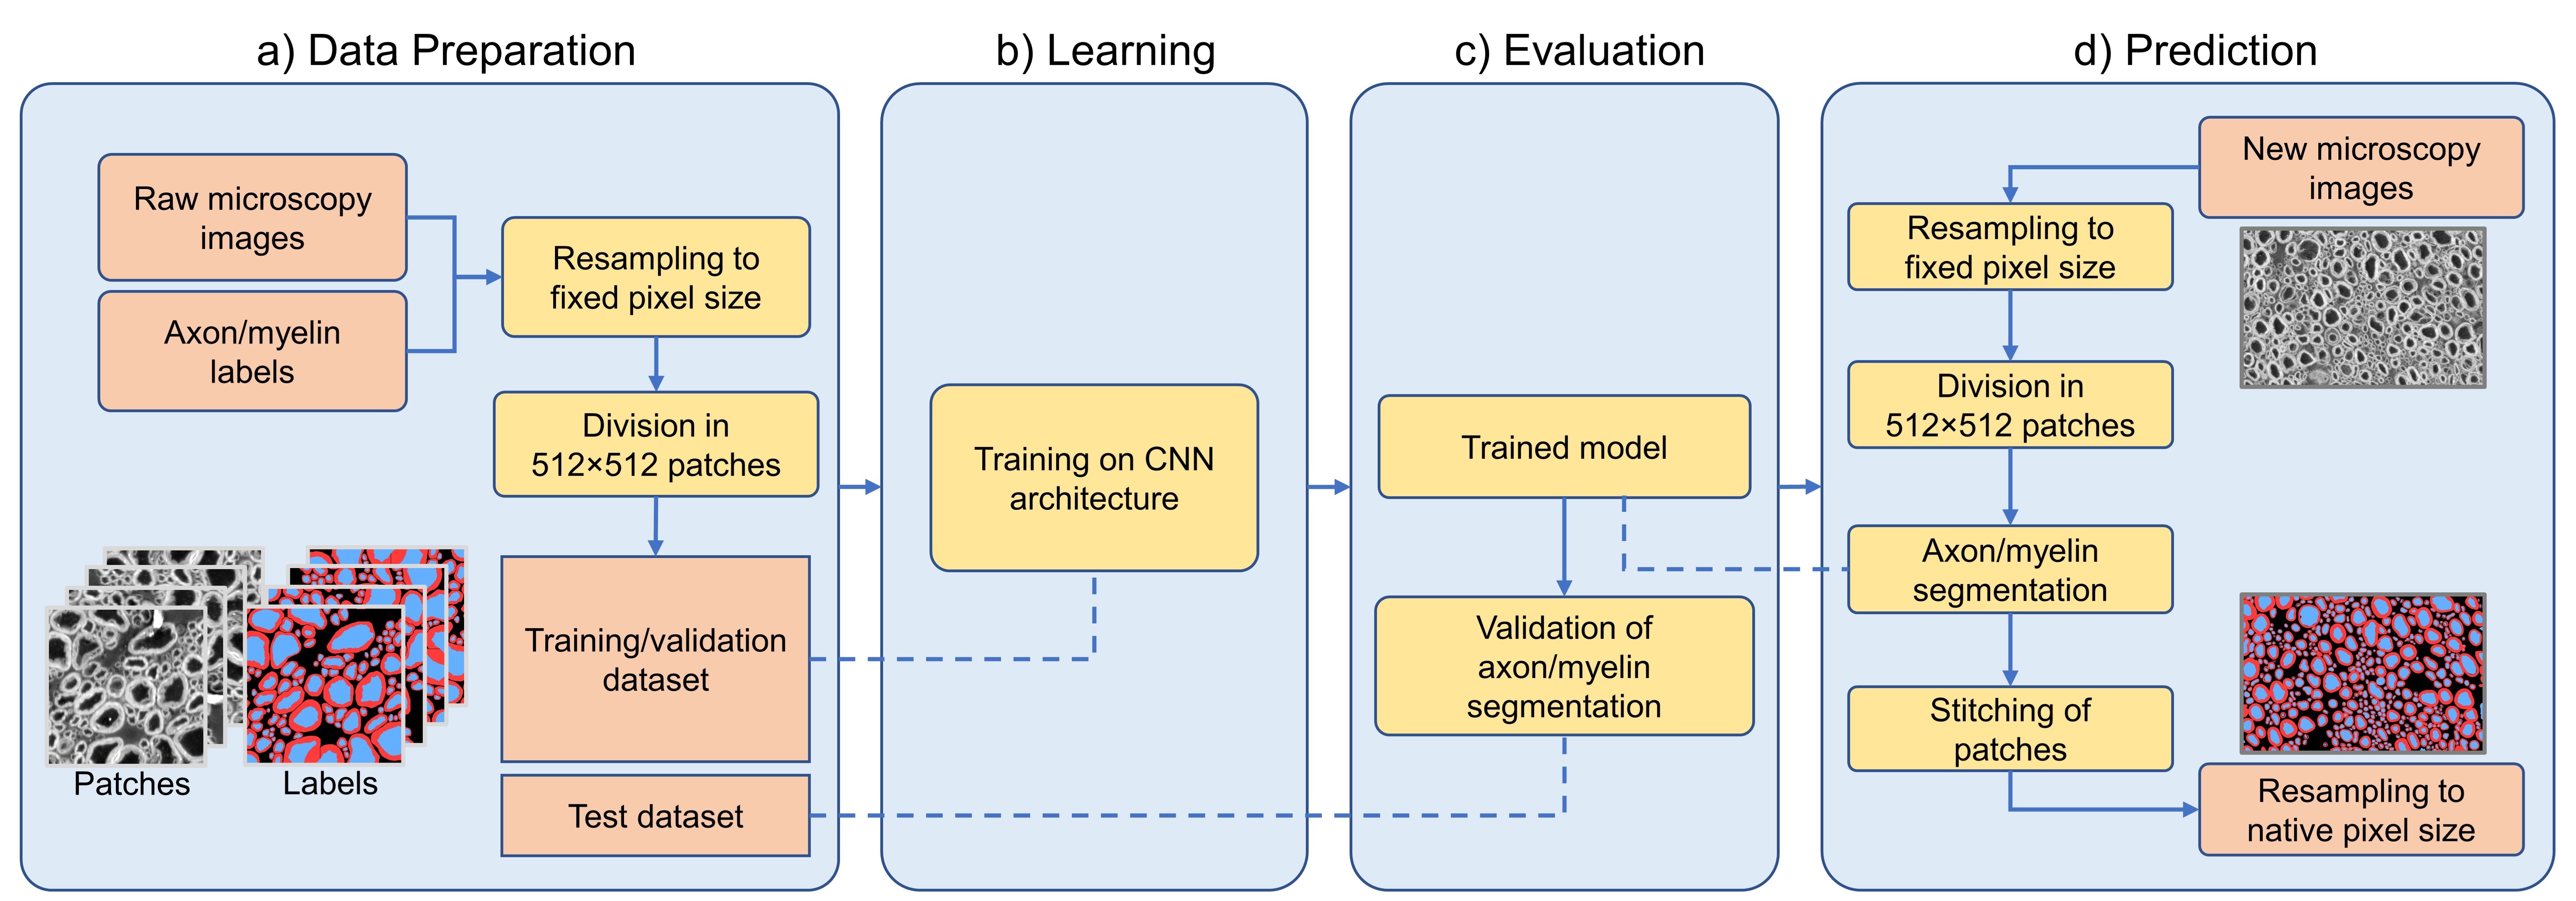 a) Data Preparation
Raw microscopy
images
Axon/myelin
labels
Resampling to
fixed pixel size
Division in
512×512 patches
Training/validation
dataset
Test dataset
Patches
Labels
b) Learning
Training on CNN
architecture
c) Evaluation
Trained model
Validation of
axon/myelin
segmentation
d) Prediction
New microscopy
images
Resampling to
fixed pixel size
Division in
512×512 patches
Axon/myelin
segmentation
Stitching of
patches
Resampling to
native pixel size